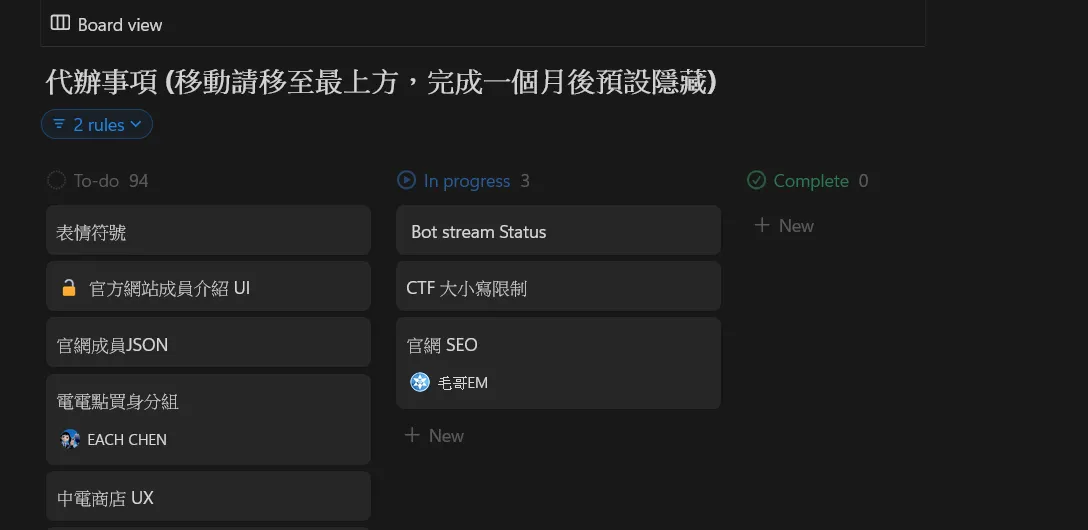 Board view
代辦事項 (移動請移至最上方，完成一個月後預設隱藏)
2 rules
To-do 94
表情符號
官方網站成員介紹 UI
官網成員JSON
電電點買身分組
EACH CHEN
中電商店 UX
In progress 3
Bot stream Status
CTF 大小寫限制
官網 SEO
毛哥EM
New
Complete 0
New